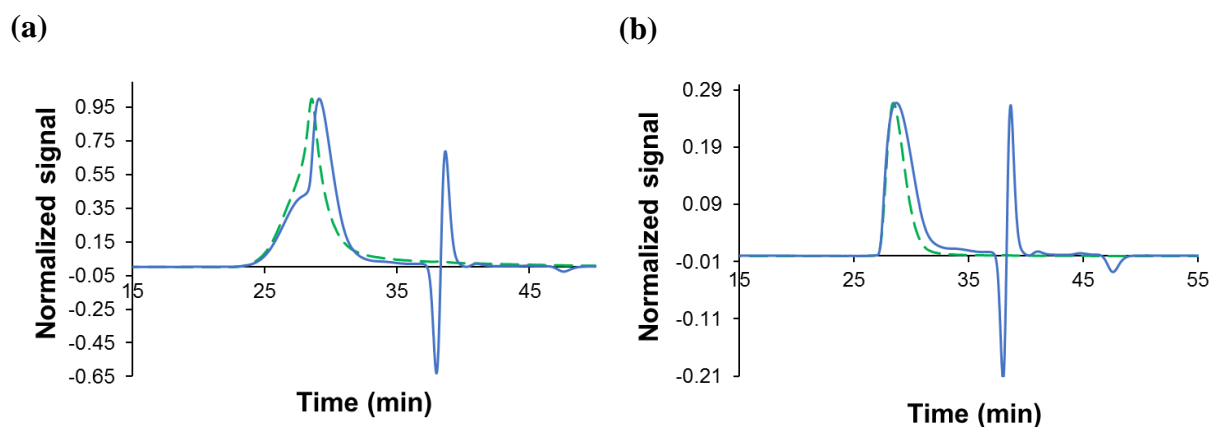 (a)
Normalized signal
0.95
0.75
0.55
0.35
0.15
-0.05
-0.25
-0.45
-0.65
15 25 35 45
Time (min)
(b)
Normalized signal
0.29
0.19
0.09
-0.01
-0.11
-0.21
15 25 35 45 55
Time (min)